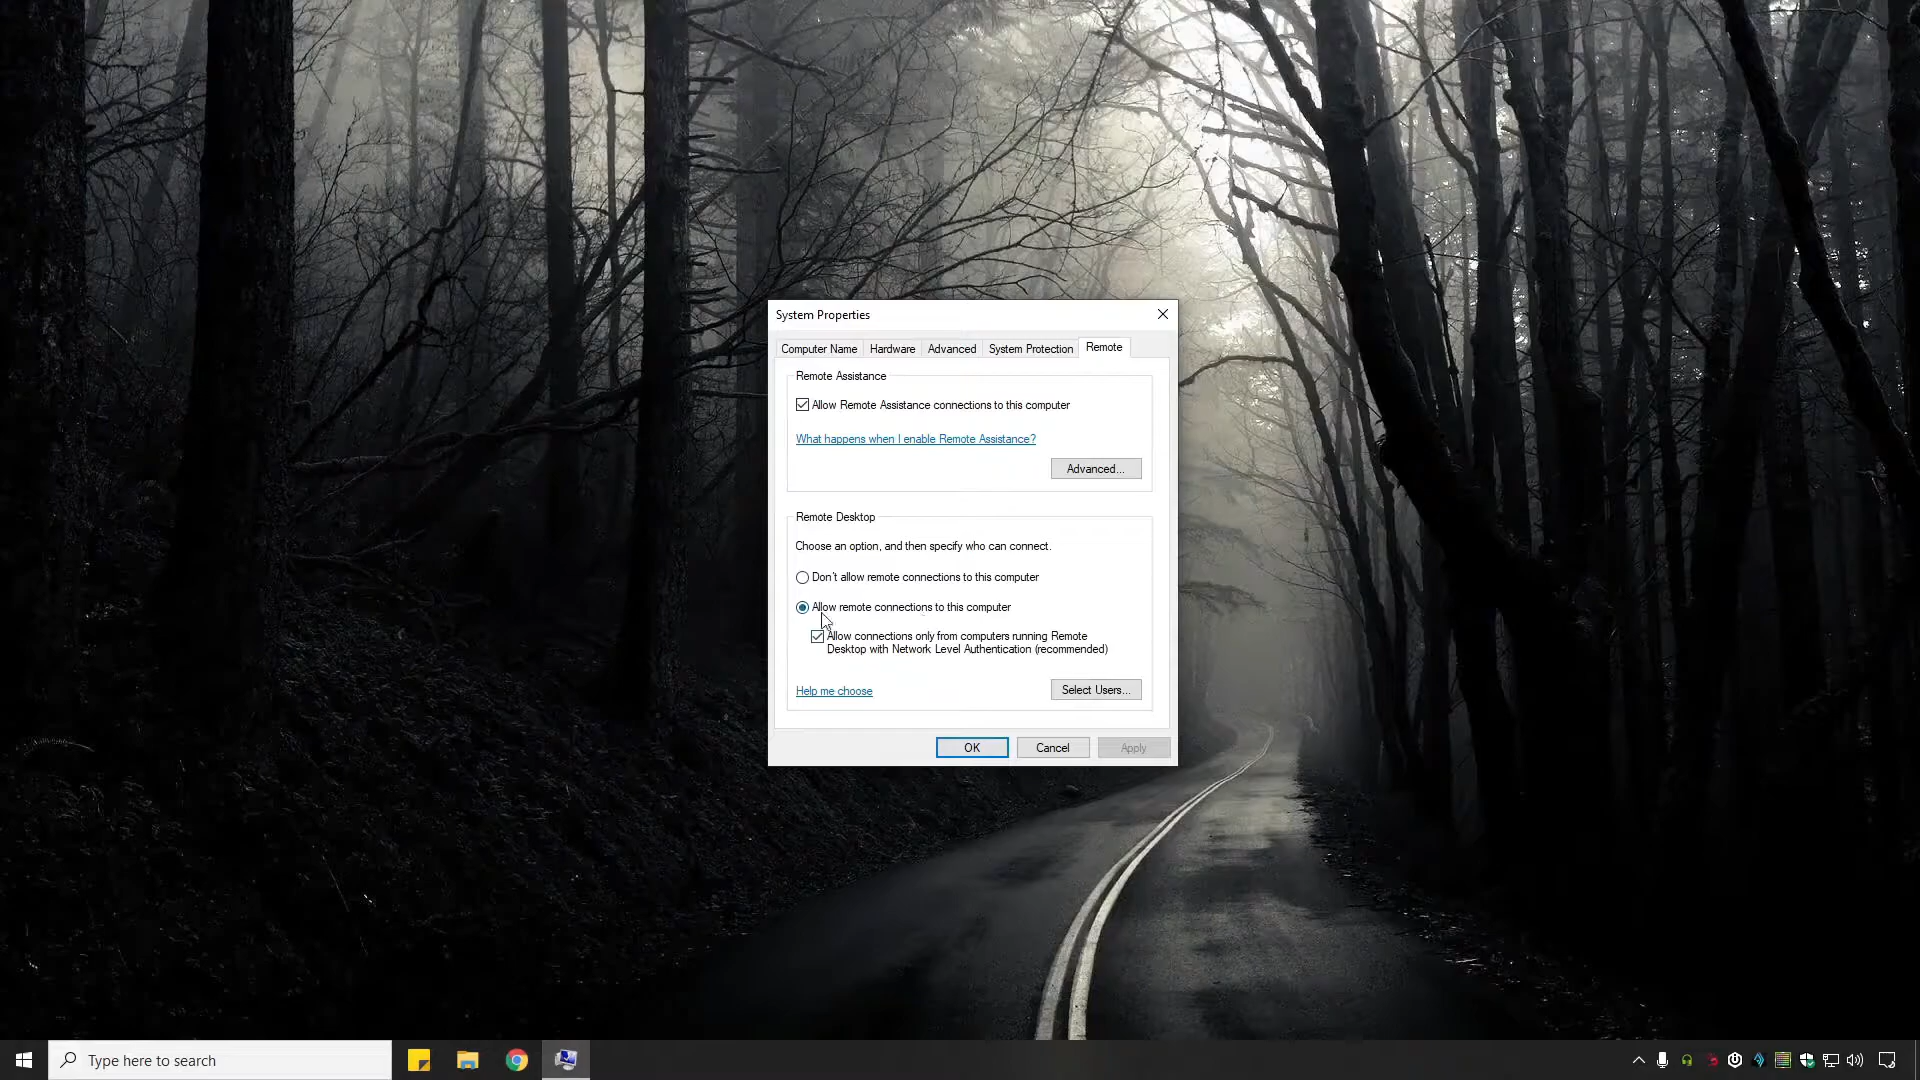 System Properties
Computer Name Hardware Advanced System Protection Remote
Remote Assistance
Allow Remote Assistance connections to this computer
What happens when I enable Remote Assistance?
Advanced...
Remote Desktop
Choose an option, and then specify who can connect.
Don't allow remote connections to this computer
Allow remote connections to this computer
Allow connections only from computers running Remote
Desktop with Network Level Authentication (recommended)
Help me choose
Select Users...
OK Cancel Apply
Type here to search